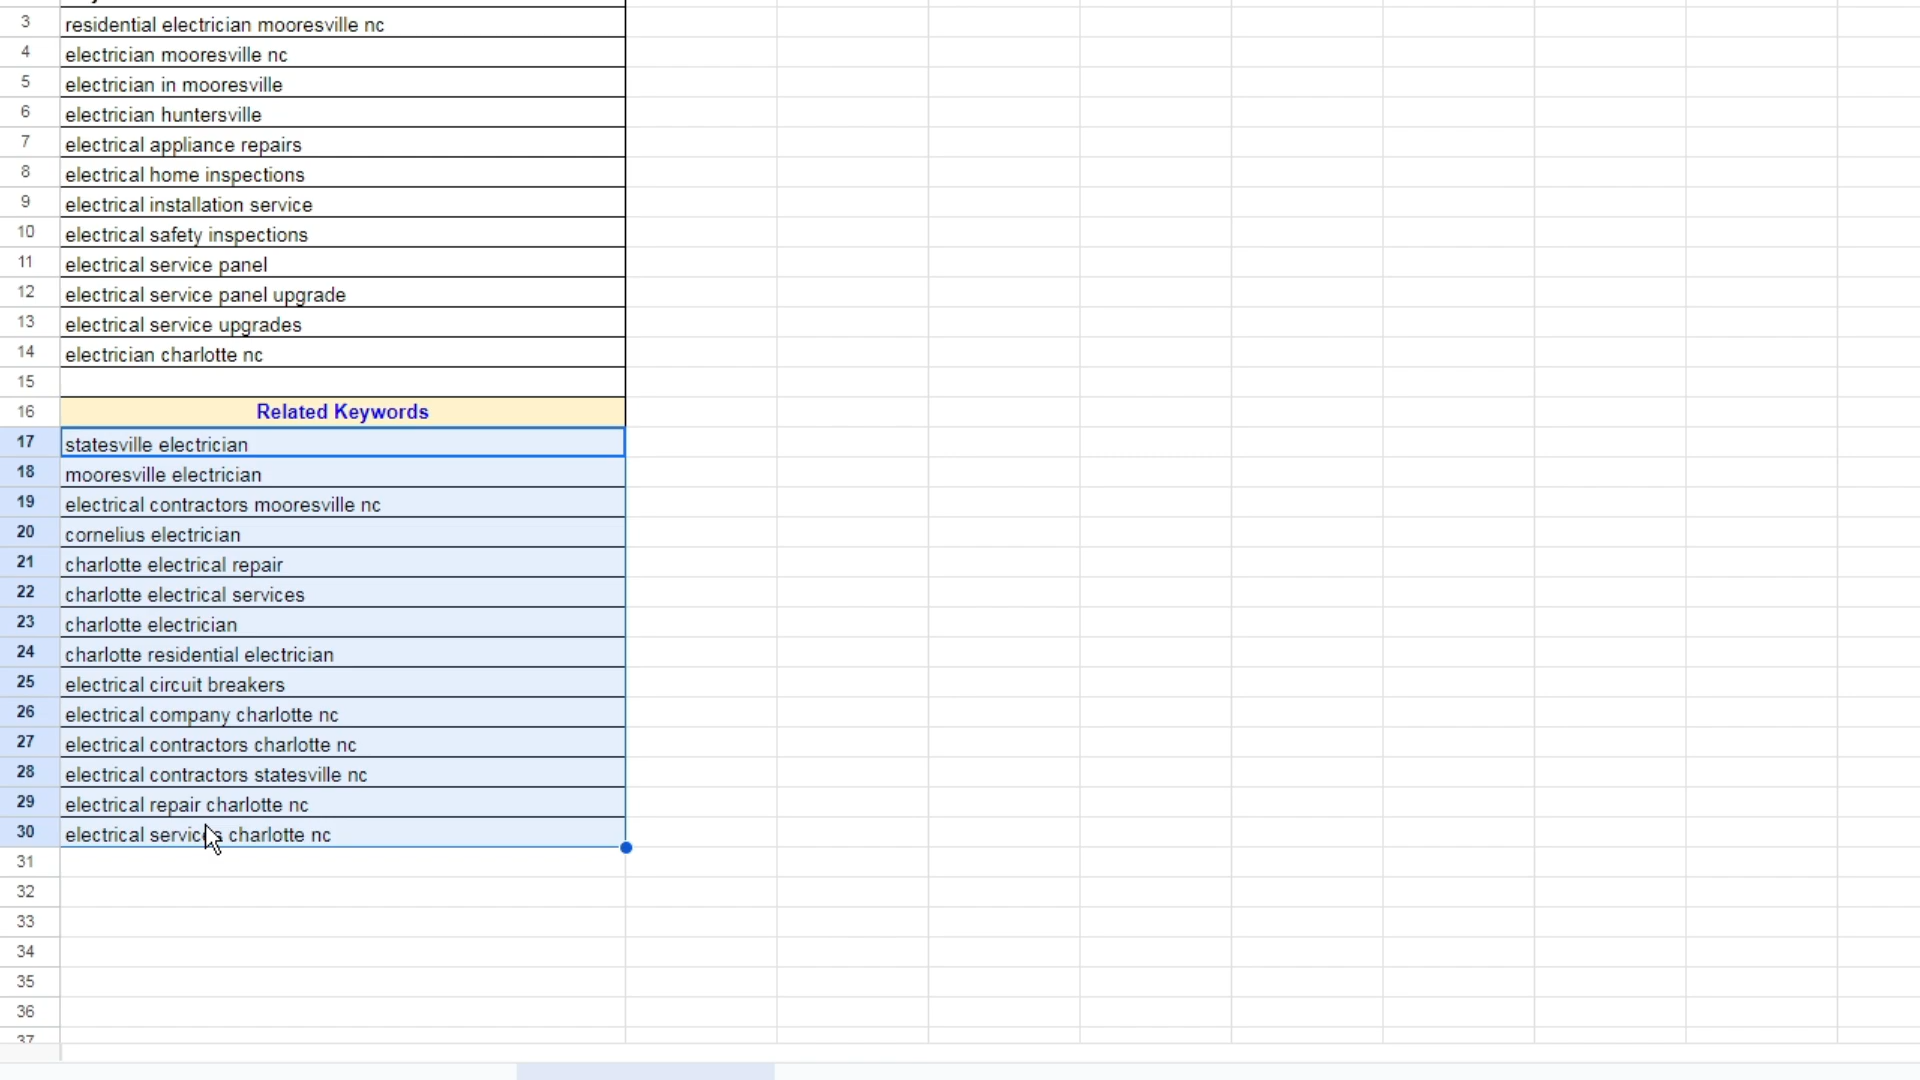 3 residential electrician mooresville nc
4 electrician mooresville nc
5 electrician in mooresville
6 electrician huntersville
7 electrical appliance repairs
8 electrical home inspections
9 electrical installation service
10 electrical safety inspections
11 electrical service panel
12 electrical service panel upgrade
13 electrical service upgrades
14 electrician charlotte nc
15
16 Related Keywords
17 statesville electrician
18 mooresville electrician
19 electrical contractors mooresville nc
20 cornelius electrician
21 charlotte electrical repair
22 charlotte electrical services
23 charlotte electrician
24 charlotte residential electrician
25 electrical circuit breakers
26 electrical company charlotte nc
27 electrical contractors charlotte nc
28 electrical contractors statesville nc
29 electrical repair charlotte nc
30 electrical services charlotte nc
31
32
33
34
35
36
37